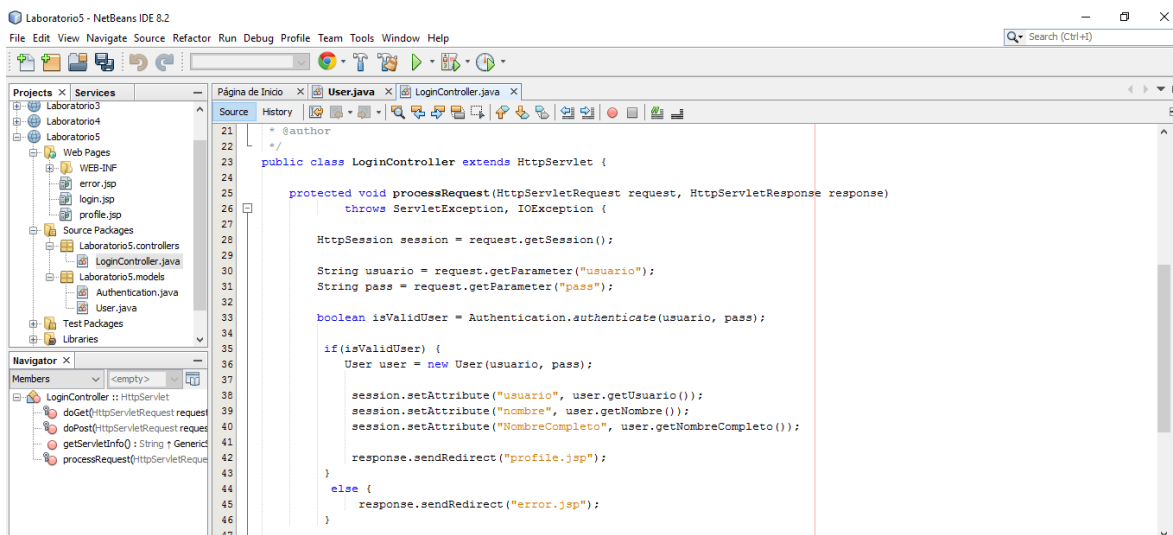 Laboratorio5 - NetBeans IDE 8.2
File Edit View Navigate Source Refactor Run Debug Profile Team Tools Window Help
Search (Ctrl+I)
Projects Services
Laboratorio3
Laboratorio4
Laboratorio5
Web Pages
WEB-INF
error.jsp
login.jsp
profile.jsp
Source Packages
Laboratorio5.controllers
LoginController.java
Laboratorio5.models
Authentication.java
User.java
Test Packages
Libraries
Navigator
Members <empty>
LoginController :: HttpServlet
doGet(HttpServletRequest request
doPost(HttpServletRequest reques
getServletInfo() : String ↑ GenericS
processRequest(HttpServletReque
Página de Inicio User.java LoginController.java
Source History
21 * @author
22 */
23 public class LoginController extends HttpServlet {
24
25 protected void processRequest(HttpServletRequest request, HttpServletResponse response)
26 throws ServletException, IOException {
27
28 HttpSession session = request.getSession();
29
30 String usuario = request.getParameter("usuario");
31 String pass = request.getParameter("pass");
32
33 boolean isValidUser = Authentication.authenticate(usuario, pass);
34
35 if(isValidUser) {
36 User user = new User(usuario, pass);
37
38 session.setAttribute("usuario", user.getUsuario());
39 session.setAttribute("nombre", user.getNombre());
40 session.setAttribute("NombreCompleto", user.getNombreCompleto());
41
42 response.sendRedirect("profile.jsp");
43 }
44 else {
45 response.sendRedirect("error.jsp");
46 }